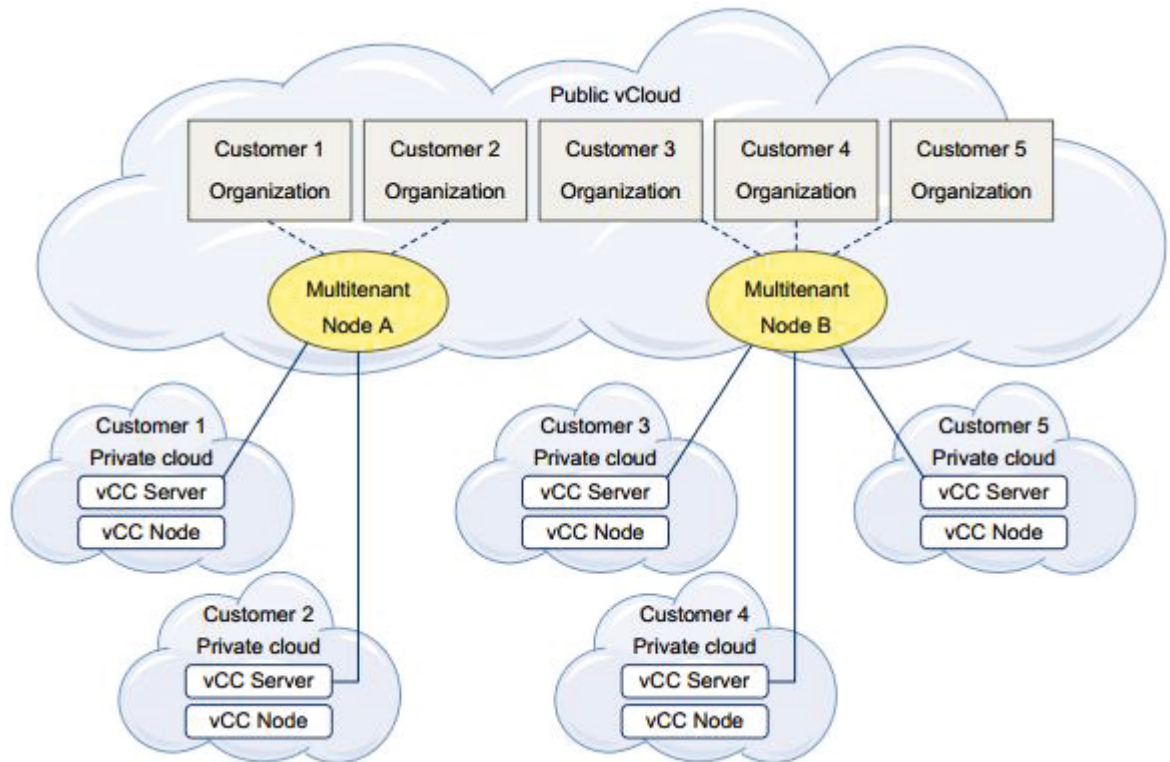 Public vCloud
Customer 1
Organization
Customer 2
Organization
Customer 3
Organization
Customer 4
Organization
Customer 5
Organization
Multitenant
Node A
Multitenant
Node B
Customer 1
Private cloud
vCC Server
vCC Node
Customer 3
Private cloud
vCC Server
vCC Node
Customer 5
Private cloud
vCC Server
vCC Node
Customer 2
Private cloud
vCC Server
vCC Node
Customer 4
Private cloud
vCC Server
vCC Node